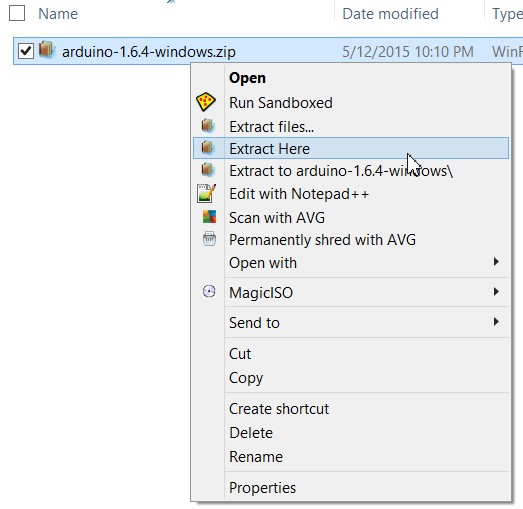 Name Date modified Type
arduino-1.6.4-windows.zip 5/12/2015 10:10 PM WinF
Open
Run Sandboxed
Extract files...
Extract Here
Extract to arduino-1.6.4-windows\
Edit with Notepad++
Scan with AVG
Permanently shred with AVG
Open with
MagicISO
Send to
Cut
Copy
Create shortcut
Delete
Rename
Properties